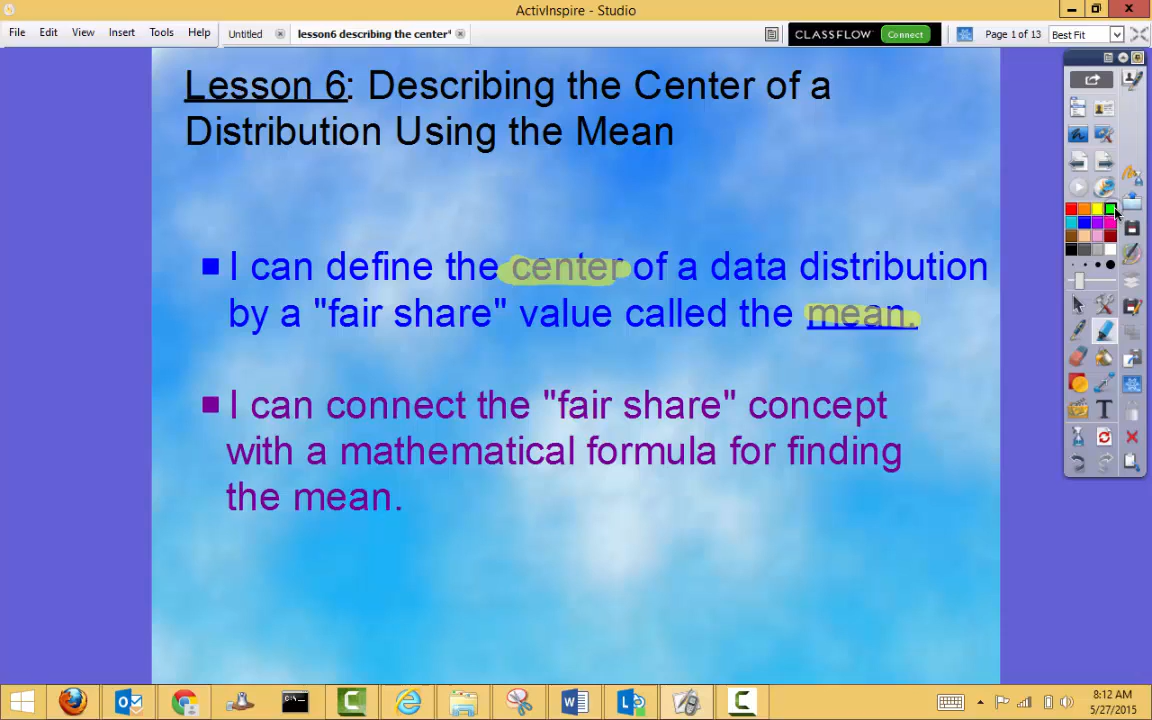 ActivInspire - Studio
File Edit View Insert Tools Help
Untitled
lesson6 describing the center*
CLASSFLOW Connect
Page 1 of 13
Best Fit
Lesson 6: Describing the Center of a
Distribution Using the Mean
I can define the center of a data distribution
by a "fair share" value called the mean.
I can connect the "fair share" concept
with a mathematical formula for finding
the mean.
8:12 AM
5/27/2015